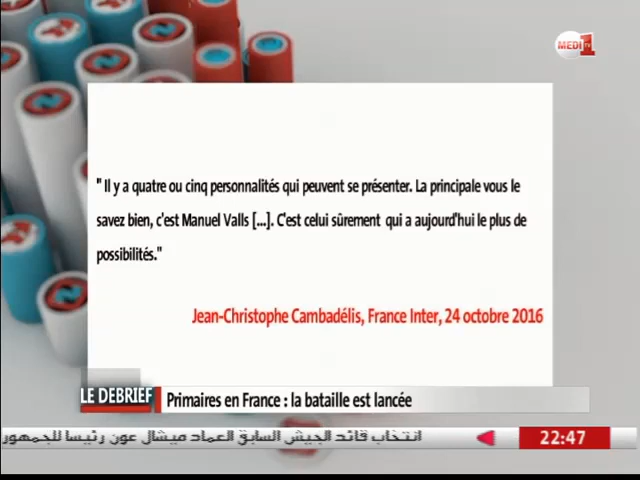 MEDI 1 TV
" Il y a quatre ou cinq personnalités qui peuvent se présenter. La principale vous le
savez bien, c'est Manuel Valls [...]. C'est celui sûrement qui a aujourd'hui le plus de
possibilités."
Jean-Christophe Cambadélis, France Inter, 24 octobre 2016
LE DEBRIEF
Primaires en France : la bataille est lancée
انتخاب قائد الجيش السابق العماد ميشال عون رئيسا للجمهور
22:47